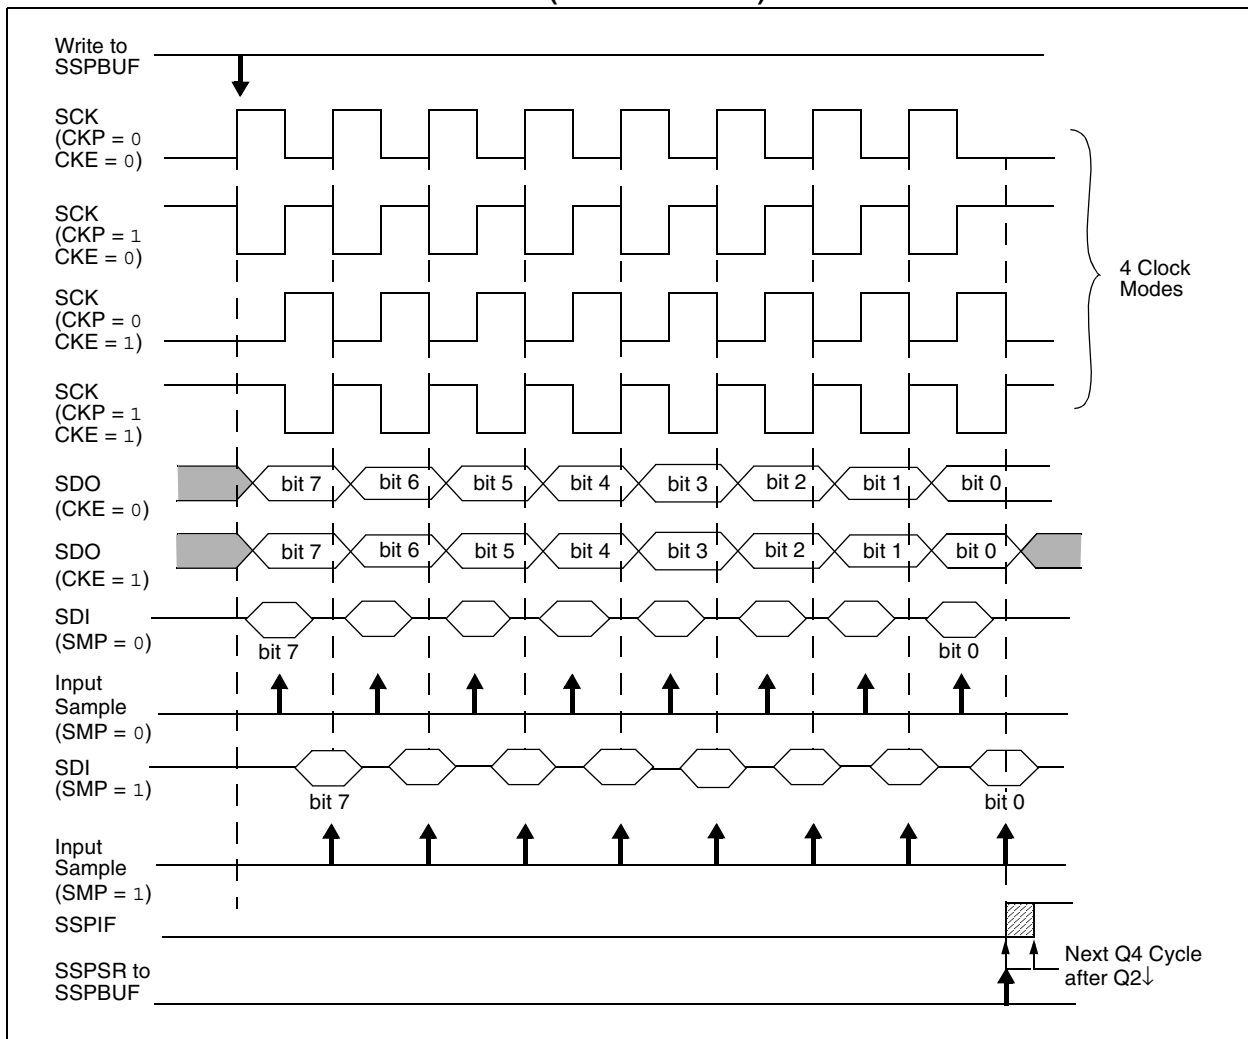 Write to
SSPBUF
SCK
(CKP = 0
CKE = 0)
SCK
(CKP = 1
CKE = 0)
SCK
(CKP = 0
CKE = 1)
SCK
(CKP = 1
CKE = 1)
4 Clock
Modes
SDO
(CKE = 0)
bit 7 bit 6 bit 5 bit 4 bit 3 bit 2 bit 1 bit 0
SDO
(CKE = 1)
bit 7 bit 6 bit 5 bit 4 bit 3 bit 2 bit 1 bit 0
SDI
(SMP = 0)
bit 7 bit 0
Input
Sample
(SMP = 0)
SDI
(SMP = 1)
bit 7 bit 0
Input
Sample
(SMP = 1)
SSPIF
SSPSR to
SSPBUF
Next Q4 Cycle
after Q2↓